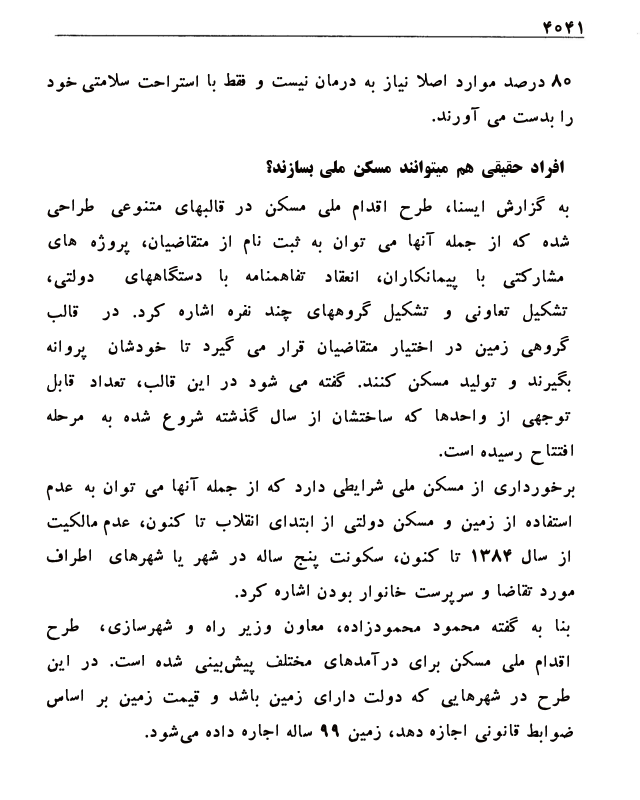 ۴۰۴۱
۸۰ درصد موارد اصلا نیاز به درمان نیست و فقط با استراحت سلامتی خود
را بدست می آورند.
افراد حقیقی هم میتوانند مسکن ملی بسازند؟
به گزارش ایسنا، طرح اقدام ملی مسکن در قالبهای متنوعی طراحی
شده که از جمله آنها می توان به ثبت نام از متقاضیان، پروژه های
مشارکتی با پیمانکاران، انعقاد تفاهمنامه با دستگاههای دولتی،
تشکیل تعاونی و تشکیل گروههای چند نفره اشاره کرد. در قالب
گروهی زمین در اختیار متقاضیان قرار می گیرد تا خودشان پروانه
بگیرند و تولید مسکن کنند. گفته می شود در این قالب، تعداد قابل
توجهی از واحدها که ساختشان از سال گذشته شروع شده به مرحله
افتتاح رسیده است.
برخورداری از مسکن ملی شرایطی دارد که از جمله آنها می توان به عدم
استفاده از زمین و مسکن دولتی از ابتدای انقلاب تا کنون، عدم مالکیت
از سال ۱۳۸۴ تا کنون، سکونت پنج ساله در شهر یا شهرهای اطراف
مورد تقاضا و سرپرست خانوار بودن اشاره کرد.
بنا به گفته محمود محمودزاده، معاون وزیر راه و شهرسازی، طرح
اقدام ملی مسکن برای درآمدهای مختلف پیش‌بینی شده است. در این
طرح در شهرهایی که دولت دارای زمین باشد و قیمت زمین بر اساس
ضوابط قانونی اجازه دهد، زمین ۹۹ ساله اجاره داده می‌شود.